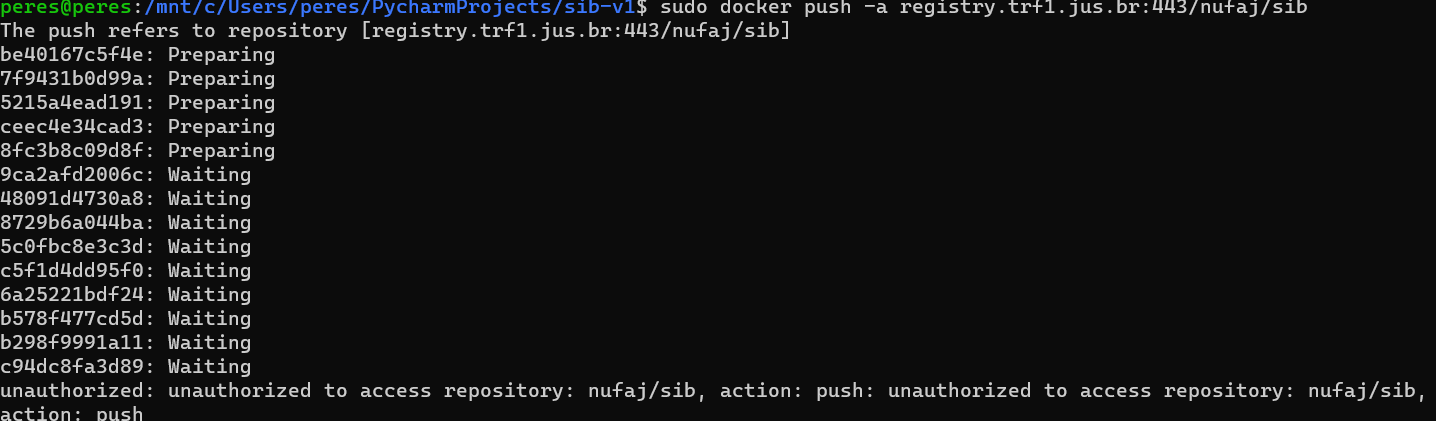 peres@peres:/mnt/c/Users/peres/PycharmProjects/sib-v1$ sudo docker push -a registry.trf1.jus.br:443/nufaj/sib
The push refers to repository [registry.trf1.jus.br:443/nufaj/sib]
be40167c5f4e: Preparing
7f9431b0d99a: Preparing
5215a4ead191: Preparing
ceec4e34cad3: Preparing
8fc3b8c09d8f: Preparing
9ca2afd2006c: Waiting
48091d4730a8: Waiting
8729b6a044ba: Waiting
5c0fbc8e3c3d: Waiting
c5f1d4dd95f0: Waiting
6a25221bdf24: Waiting
b578f477cd5d: Waiting
b298f9991a11: Waiting
c94dc8fa3d89: Waiting
unauthorized: unauthorized to access repository: nufaj/sib, action: push: unauthorized to access repository: nufaj/sib,
action: push